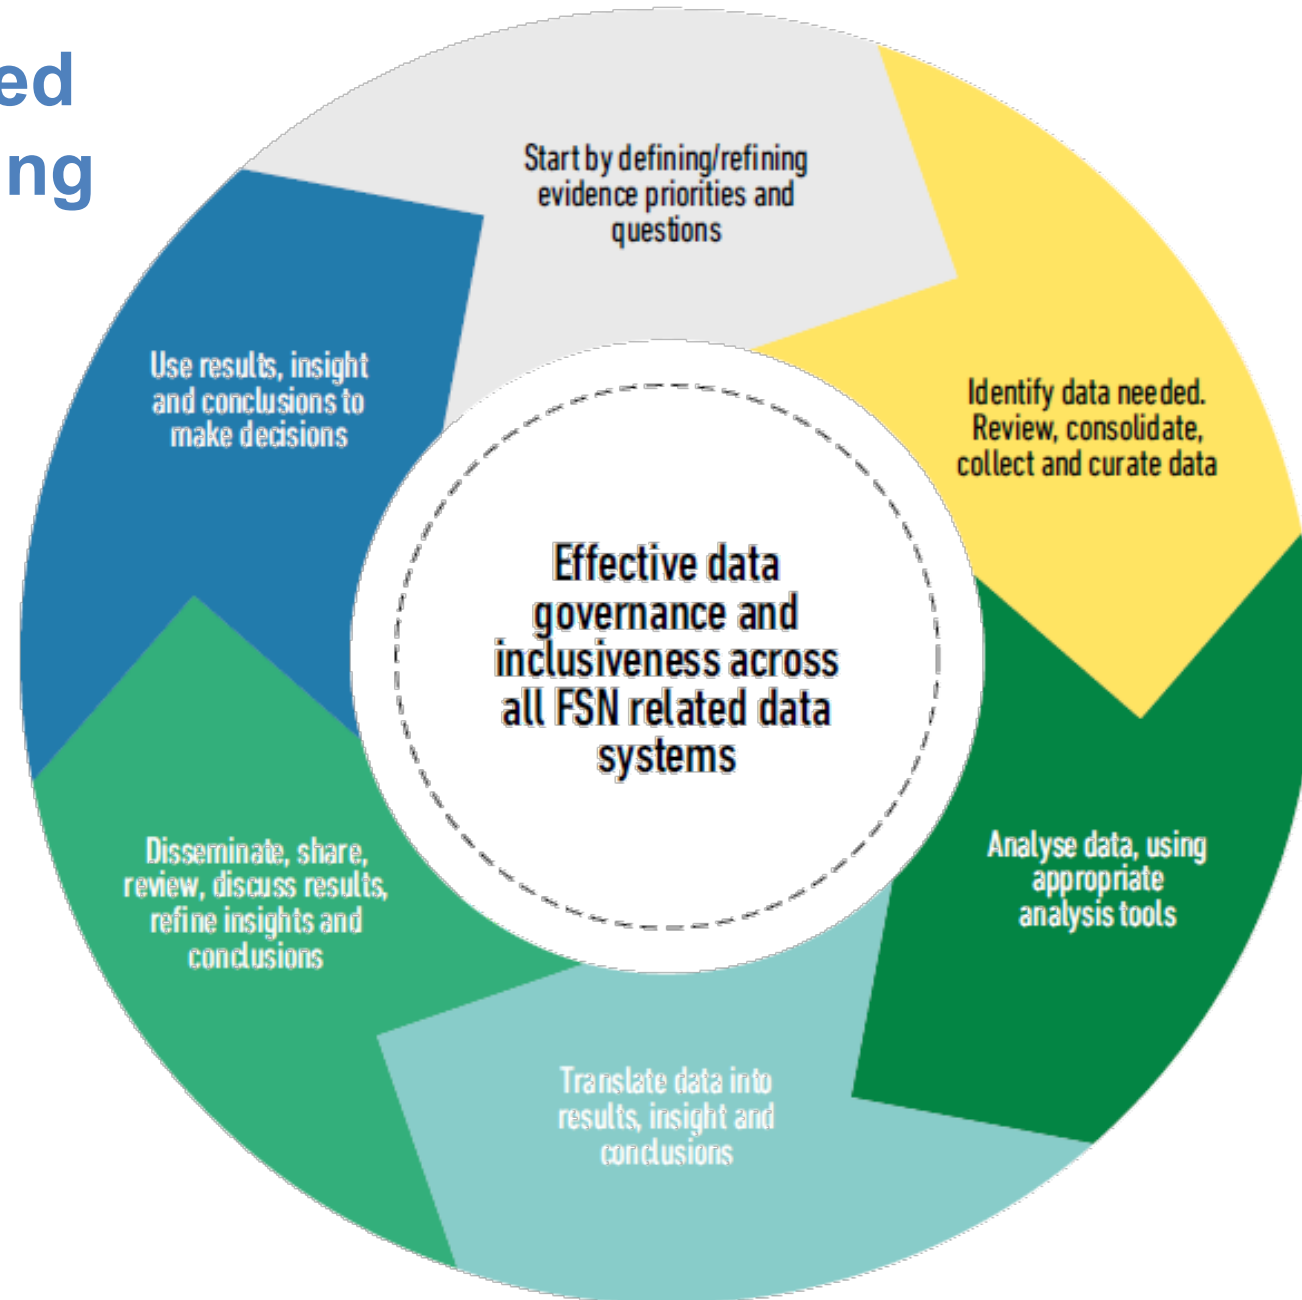 ed
ng
Start by defining/refining
evidence priorities and
questions
Identify data needed.
Review, consolidate,
collect and curate data
Analyse data, using
appropriate
analysis tools
Translate data into
results, insight and
conclusions
Disseminate, share,
review, discuss results,
refine insights and
conclusions
Use results, insight
and conclusions to
make decisions
Effective data
governance and
inclusiveness across
all FSN related data
systems